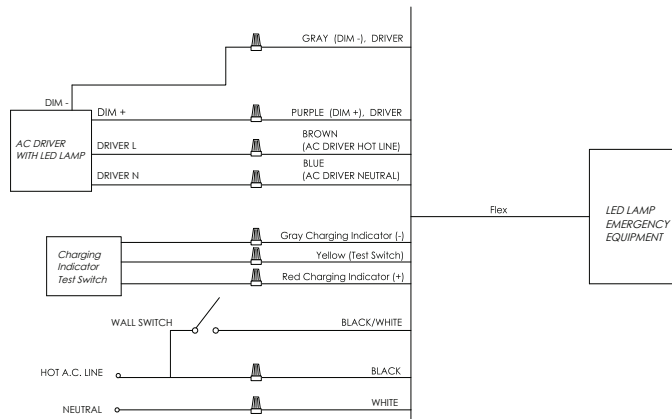 GRAY (DIM -), DRIVER
DIM -
DIM +
PURPLE (DIM +), DRIVER
AC DRIVER
WITH LED LAMP
DRIVER L
BROWN
(AC DRIVER HOT LINE)
DRIVER N
BLUE
(AC DRIVER NEUTRAL)
Flex
LED LAMP
EMERGENCY
EQUIPMENT
Charging
Indicator
Test Switch
Gray Charging Indicator (-)
Yellow (Test Switch)
Red Charging Indicator (+)
WALL SWITCH
BLACK/WHITE
HOT A.C. LINE
BLACK
NEUTRAL
WHITE